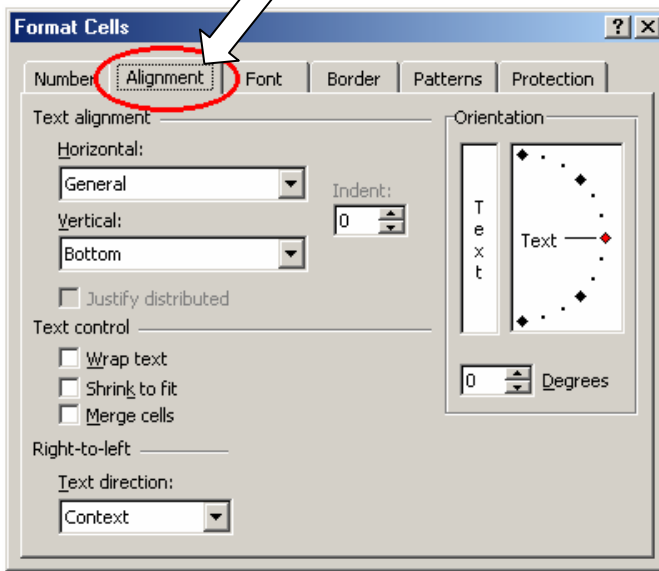 Format Cells
Number Alignment Font Border Patterns Protection
Text alignment
Horizontal:
General
Indent:
0
Vertical:
Bottom
Justify distributed
Text control
Wrap text
Shrink to fit
Merge cells
Right-to-left
Text direction:
Context
Orientation
T
e
x
t
Text
0 Degrees